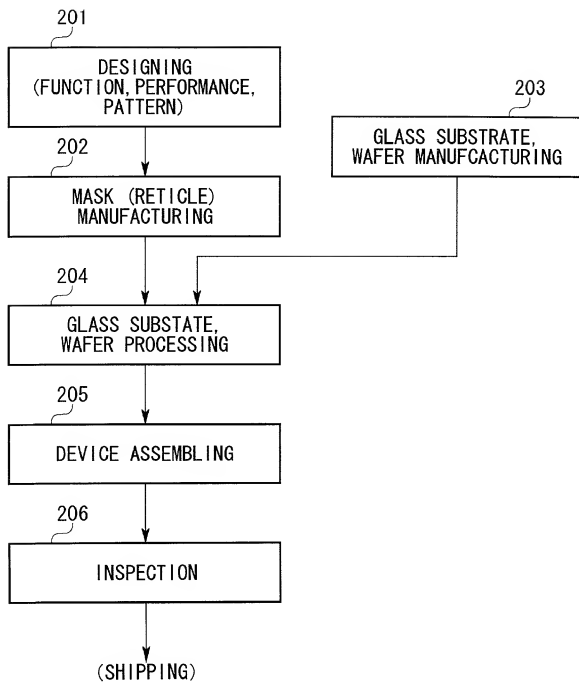 201
DESIGNING
(FUNCTION, PERFORMANCE,
PATTERN)
203
GLASS SUBSTRATE,
WAFER MANUFCACTURING
202
MASK (RETICLE)
MANUFACTURING
204
GLASS SUBSTATE,
WAFER PROCESSING
205
DEVICE ASSEMBLING
206
INSPECTION
(SHIPPING)